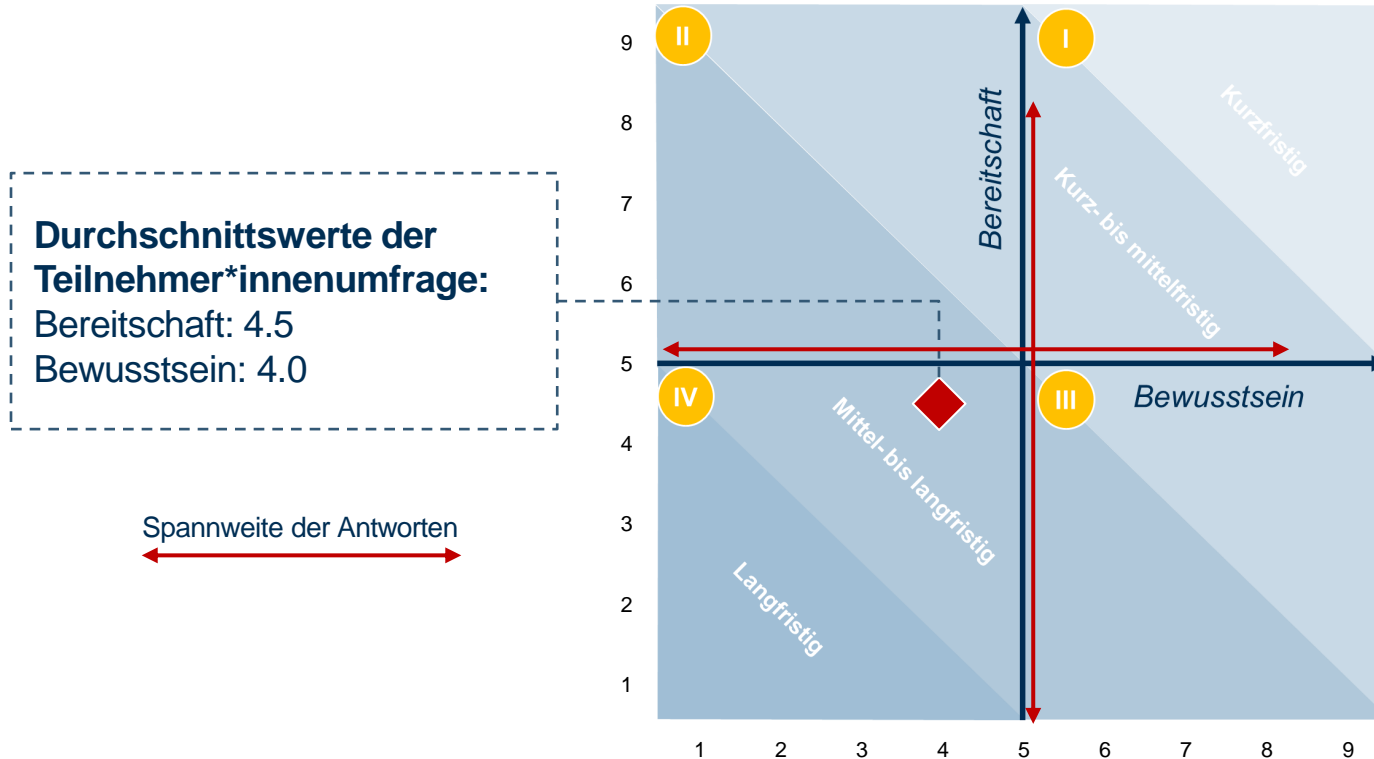 Durchschnittswerte der
Teilnehmer*innenumfrage:
Bereitschaft: 4.5
Bewusstsein: 4.0
Spannweite der Antworten
9
8
7
6
5
4
3
2
1
II
I
IV
III
Bereitschaft
Kurzfristig
Kurz- bis mittelfristig
Bewusstsein
Mittel- bis langfristig
Langfristig
1 2 3 4 5 6 7 8 9